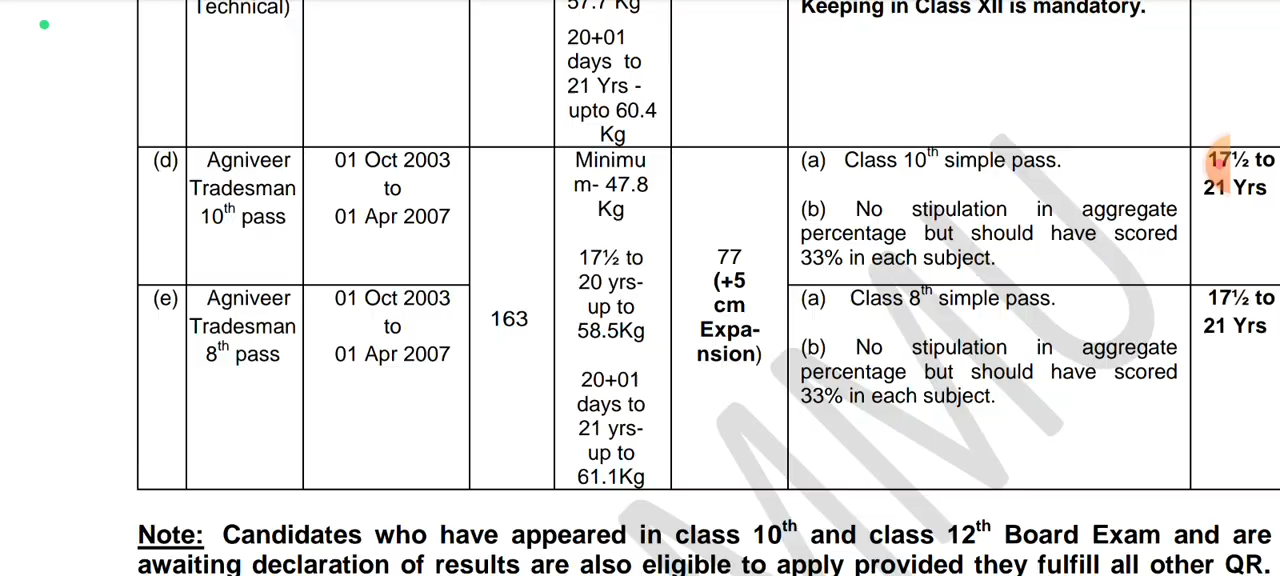 Technical)
57.7 Kg
20+01
days to
21 Yrs -
upto 60.4
Kg
Keeping in Class XII is mandatory.
(d)
Agniveer
Tradesman
10th pass
01 Oct 2003
to
01 Apr 2007
Minimu
m- 47.8
Kg
(a) Class 10th simple pass.
(b) No stipulation in aggregate
percentage but should have scored
33% in each subject.
17½ to
21 Yrs
(e)
Agniveer
Tradesman
8th pass
01 Oct 2003
to
01 Apr 2007
163
17½ to
20 yrs-
up to
58.5Kg
20+01
days to
21 yrs-
up to
61.1Kg
77
(+5
cm
Expa-
nsion)
(a) Class 8th simple pass.
(b) No stipulation in aggregate
percentage but should have scored
33% in each subject.
17½ to
21 Yrs
Note: Candidates who have appeared in class 10th and class 12th Board Exam and are
awaiting declaration of results are also eligible to apply provided they fulfill all other QR.